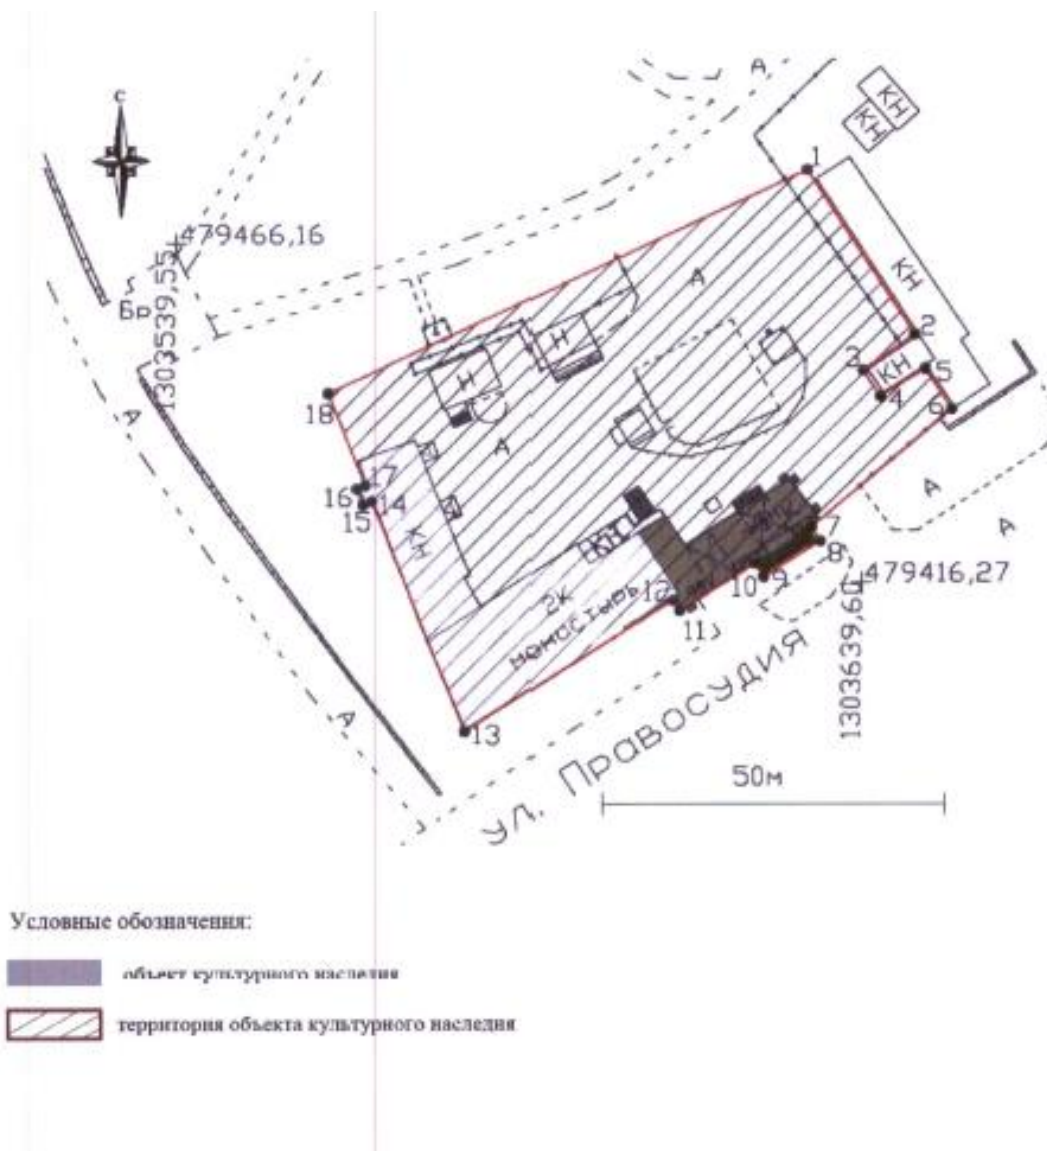 с
А
КН
КН
1
479466,16
1303539,55
Бр
А
КН
2
3
КН
5
4
6
Н
Н
18
А
А
17
16
14
15
КН
КН
А
А
7
8
9
10
479416,27
1303639,60
12
2К
монастырь
11
13
А
А
ул. Правосудия
50м
Условные обозначения:
объект культурного наследия
территория объекта культурного наследия